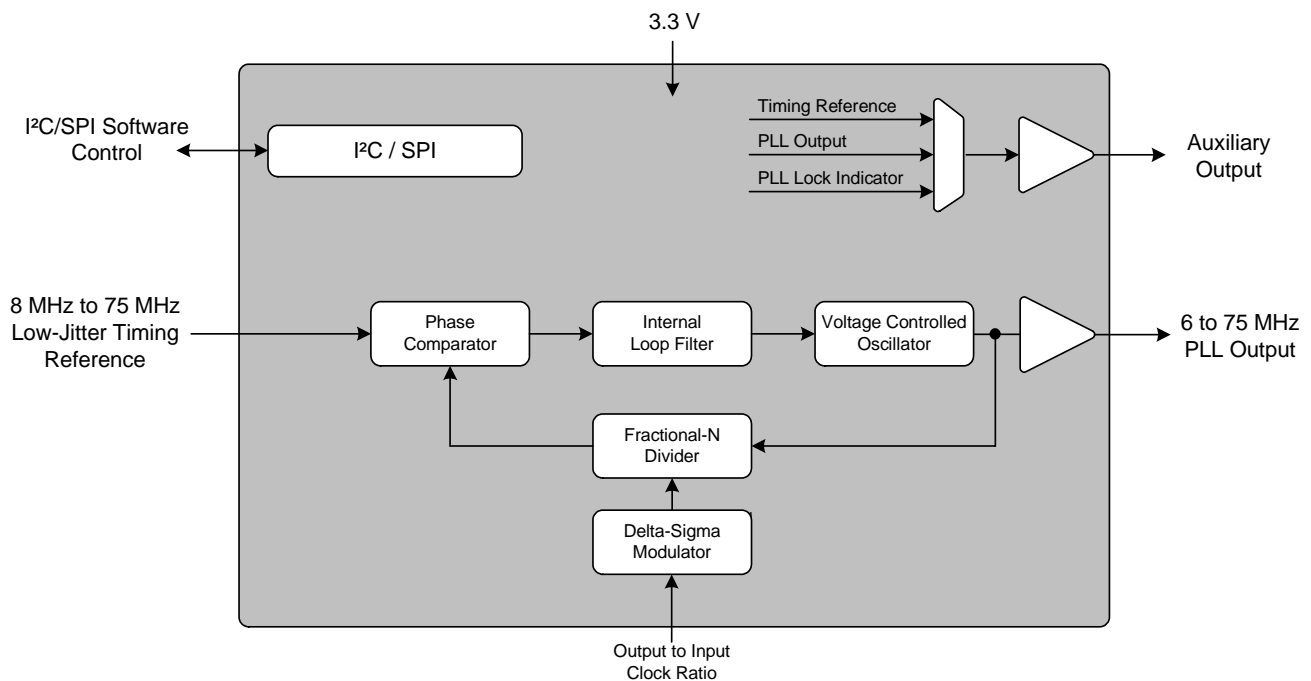 3.3 V
I²C/SPI Software
Control
I²C / SPI
Timing Reference
PLL Output
PLL Lock Indicator
Auxiliary
Output
8 MHz to 75 MHz
Low-Jitter Timing
Reference
Phase
Comparator
Internal
Loop Filter
Voltage Controlled
Oscillator
6 to 75 MHz
PLL Output
Fractional-N
Divider
Delta-Sigma
Modulator
Output to Input
Clock Ratio